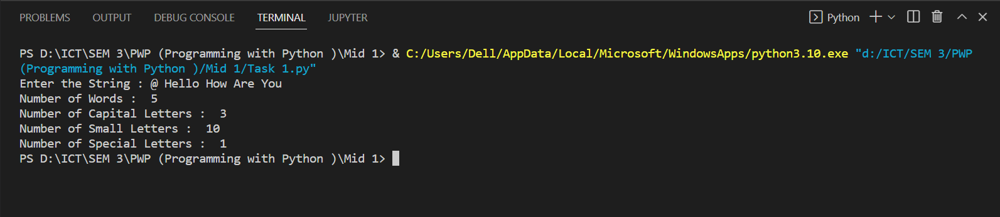 PROBLEMS OUTPUT DEBUG CONSOLE TERMINAL JUPYTER Python
PS D:\ICT\SEM 3\PWP (Programming with Python )\Mid 1> & C:/Users/Dell/AppData/Local/Microsoft/WindowsApps/python3.10.exe "d:/ICT/SEM 3/PWP
(Programming with Python )/Mid 1/Task 1.py"
Enter the String : @ Hello How Are You
Number of Words :  5
Number of Capital Letters :  3
Number of Small Letters :  10
Number of Special Letters :  1
PS D:\ICT\SEM 3\PWP (Programming with Python )\Mid 1>